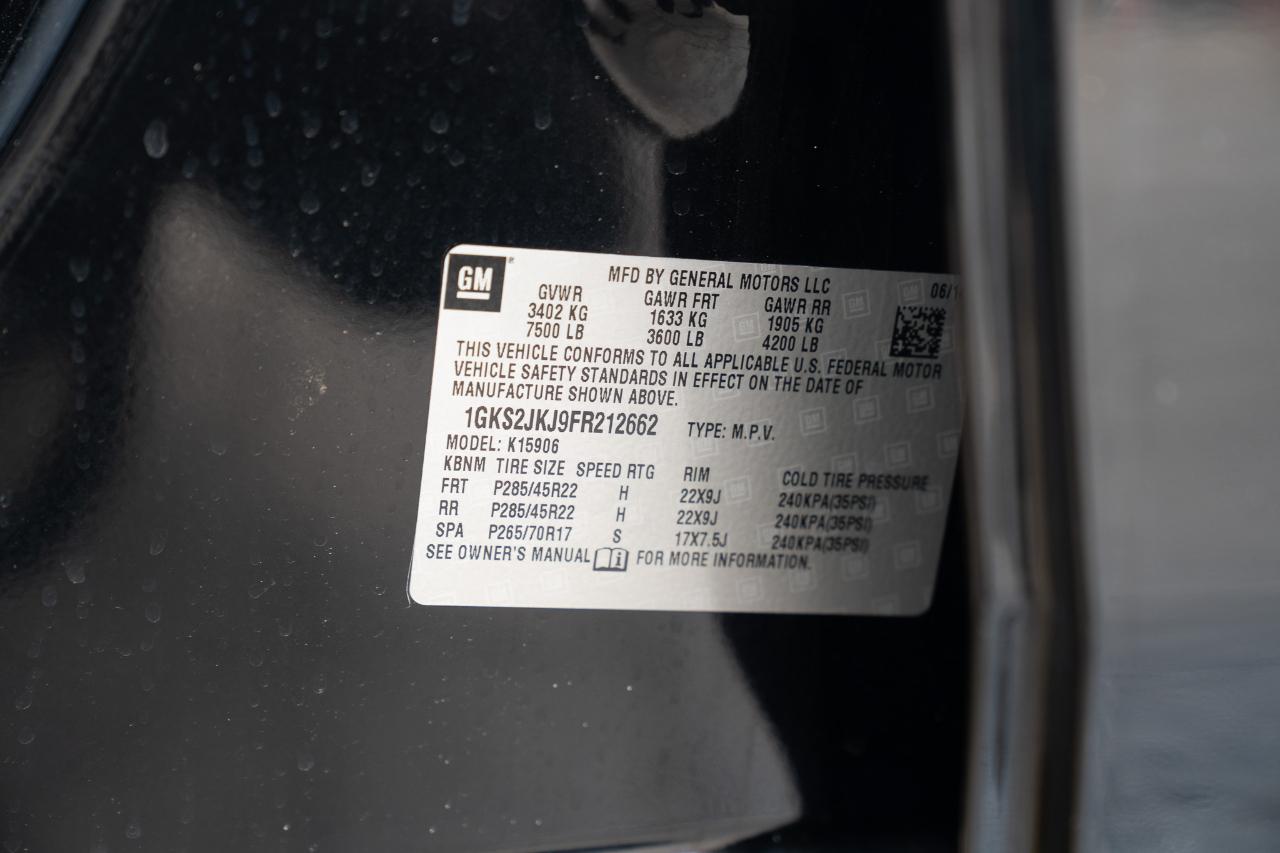 GM
MFD BY GENERAL MOTORS LLC
GVWR GAWR FRT GAWR RR
3402 KG 1633 KG 1905 KG
7500 LB 3600 LB 4200 LB
THIS VEHICLE CONFORMS TO ALL APPLICABLE U.S. FEDERAL MOTOR
VEHICLE SAFETY STANDARDS IN EFFECT ON THE DATE OF
MANUFACTURE SHOWN ABOVE.
1GKS2JKJ9FR212662 TYPE: M.P.V.
MODEL: K15906
KBNM TIRE SIZE SPEED RTG RIM COLD TIRE PRESSURE
FRT P285/45R22 H 22X9J 240KPA(35PSI)
RR P285/45R22 H 22X9J 240KPA(35PSI)
SPA P265/70R17 S 17X7.5J 240KPA(35PSI)
SEE OWNER'S MANUAL i FOR MORE INFORMATION.